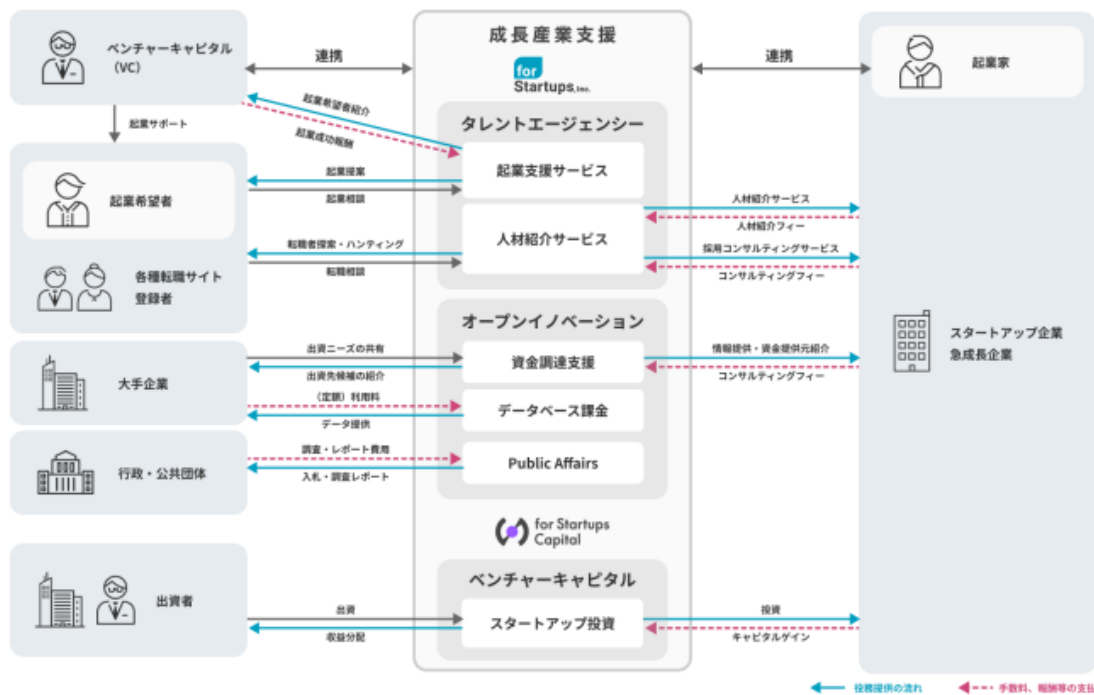 成長産業支援
for
Startups, Inc.
ベンチャーキャピタル
（VC）
連携
連携
起業家
起業希望者紹介
起業成功報酬
起業サポート
タレントエージェンシー
起業支援サービス
起業提案
起業相談
起業希望者
人材紹介サービス
人材紹介サービス
人材紹介フィー
転職者探索・ハンティング
転職相談
採用コンサルティングサービス
コンサルティングフィー
各種転職サイト
登録者
オープンイノベーション
スタートアップ企業
急成長企業
出資ニーズの共有
出資先候補の紹介
資金調達支援
情報提供・資金提供元紹介
コンサルティングフィー
大手企業
（定額）利用料
データ提供
データベース課金
行政・公共団体
調査・レポート費用
入札・調査レポート
Public Affairs
for Startups
Capital
ベンチャーキャピタル
出資者
出資
収益分配
スタートアップ投資
投資
キャピタルゲイン
役務提供の流れ
手数料、報酬等の支払